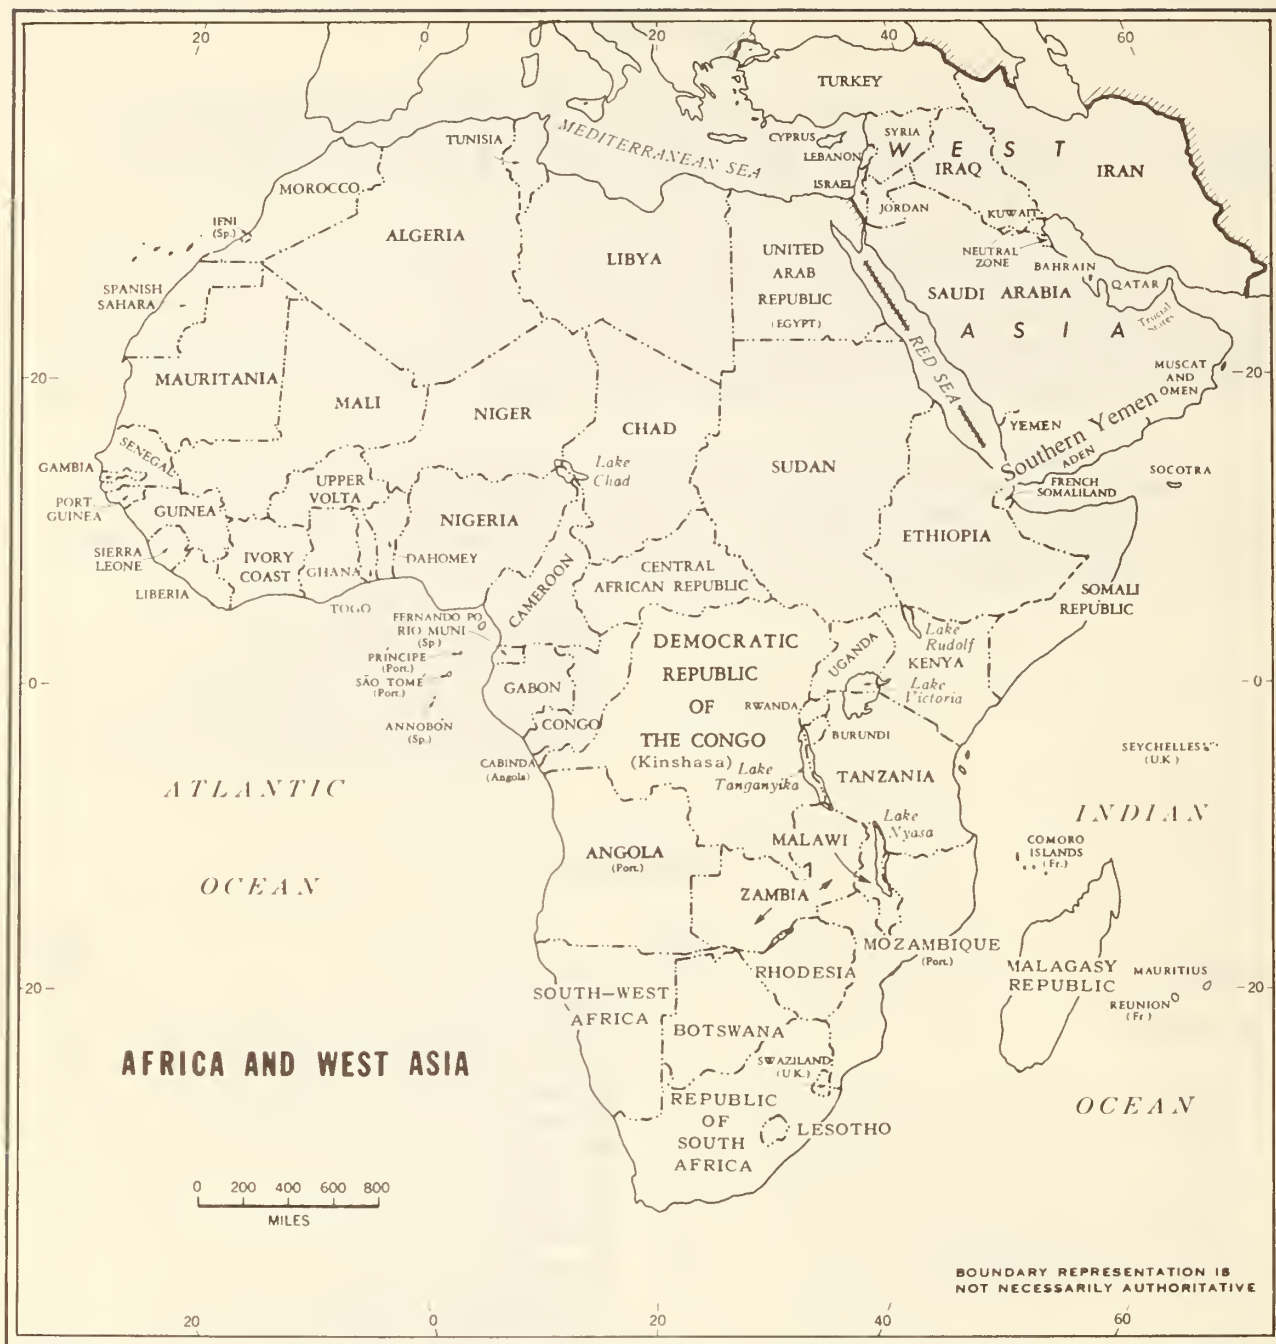 20
0
20
40
60
TURKEY
TUNISIA
MEDITERRANEAN SEA
CYPRUS
SYRIA
LEBANON
WEST
IRAQ
IRAN
ISRAEL
MOROCCO
JORDAN
KUWAIT
IFNI
(Sp.)
ALGERIA
LIBYA
UNITED
ARAB
REPUBLIC
(EGYPT)
NEUTRAL
ZONE
BAHRAIN
QATAR
SPANISH
SAHARA
SAUDI ARABIA
Trucial
States
ASIA
RED SEA
20
MAURITANIA
MALI
NIGER
CHAD
MUSCAT
AND
OMEN
20
YEMEN
Southern Yemen
ADEN
SENEGAL
GAMBIA
UPPER
VOLTA
Lake
Chad
SUDAN
SOCOTRA
FRENCH
SOMALILAND
PORT.
GUINEA
GUINEA
NIGERIA
ETHIOPIA
SIERRA
LEONE
IVORY
COAST
GHANA
DAHOMEY
CAMEROON
CENTRAL
AFRICAN REPUBLIC
SOMALI
REPUBLIC
LIBERIA
TOGO
FERNANDO PO
RIO MUNI
(Sp)
DEMOCRATIC
REPUBLIC
OF
THE CONGO
(Kinshasa)
UGANDA
Lake
Rudolf
KENYA
PRÍNCIPE
(Port.)
SÃO TOMÉ
(Port.)
0
GABON
Lake
Victoria
0
RWANDA
ANNOBÓN
(Sp.)
CONGO
BURUNDI
CABINDA
(Angola)
Lake
Tanganyika
TANZANIA
SEYCHELLES
(U.K)
ATLANTIC
OCEAN
INDIAN
Lake
Nyasa
MALAWI
COMORO
ISLANDS
(Fr.)
ANGOLA
(Port.)
ZAMBIA
MOZAMBIQUE
(Port.)
MALAGASY
REPUBLIC
MAURITIUS
REUNION
(Fr)
RHODESIA
20
20
SOUTH-WEST
AFRICA
BOTSWANA
SWAZILAND
(U.K.)
AFRICA AND WEST ASIA
REPUBLIC
OF
SOUTH
AFRICA
LESOTHO
OCEAN
0 200 400 600 800
MILES
BOUNDARY REPRESENTATION IS
NOT NECESSARILY AUTHORITATIVE
20
0
20
40
60